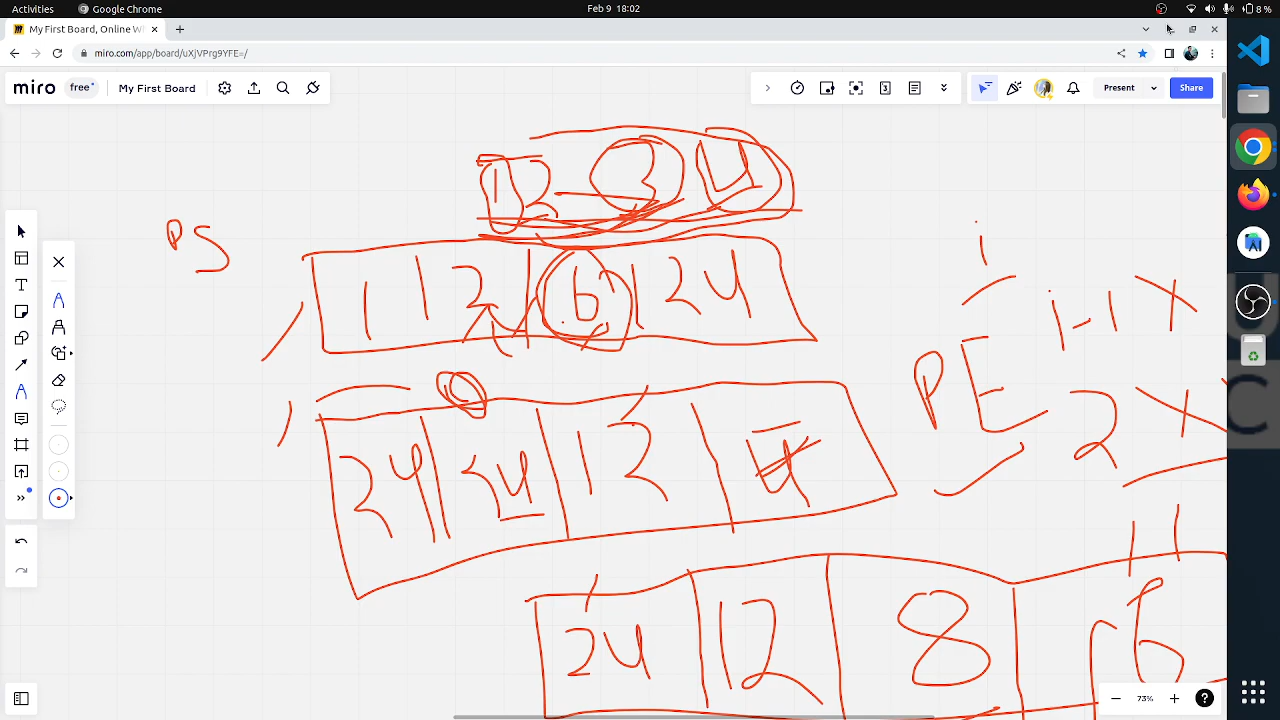 Activities Google Chrome Feb 9 18:02 8 %
My First Board, Online Wh
miro.com/app/board/uXjVPrg9YFE=/
miro free My First Board Present Share
1 2 3 4
PS
1 2 6 24
i
i-1 X
PE 2 X
24 24 12 4
24 12 8 6
73%